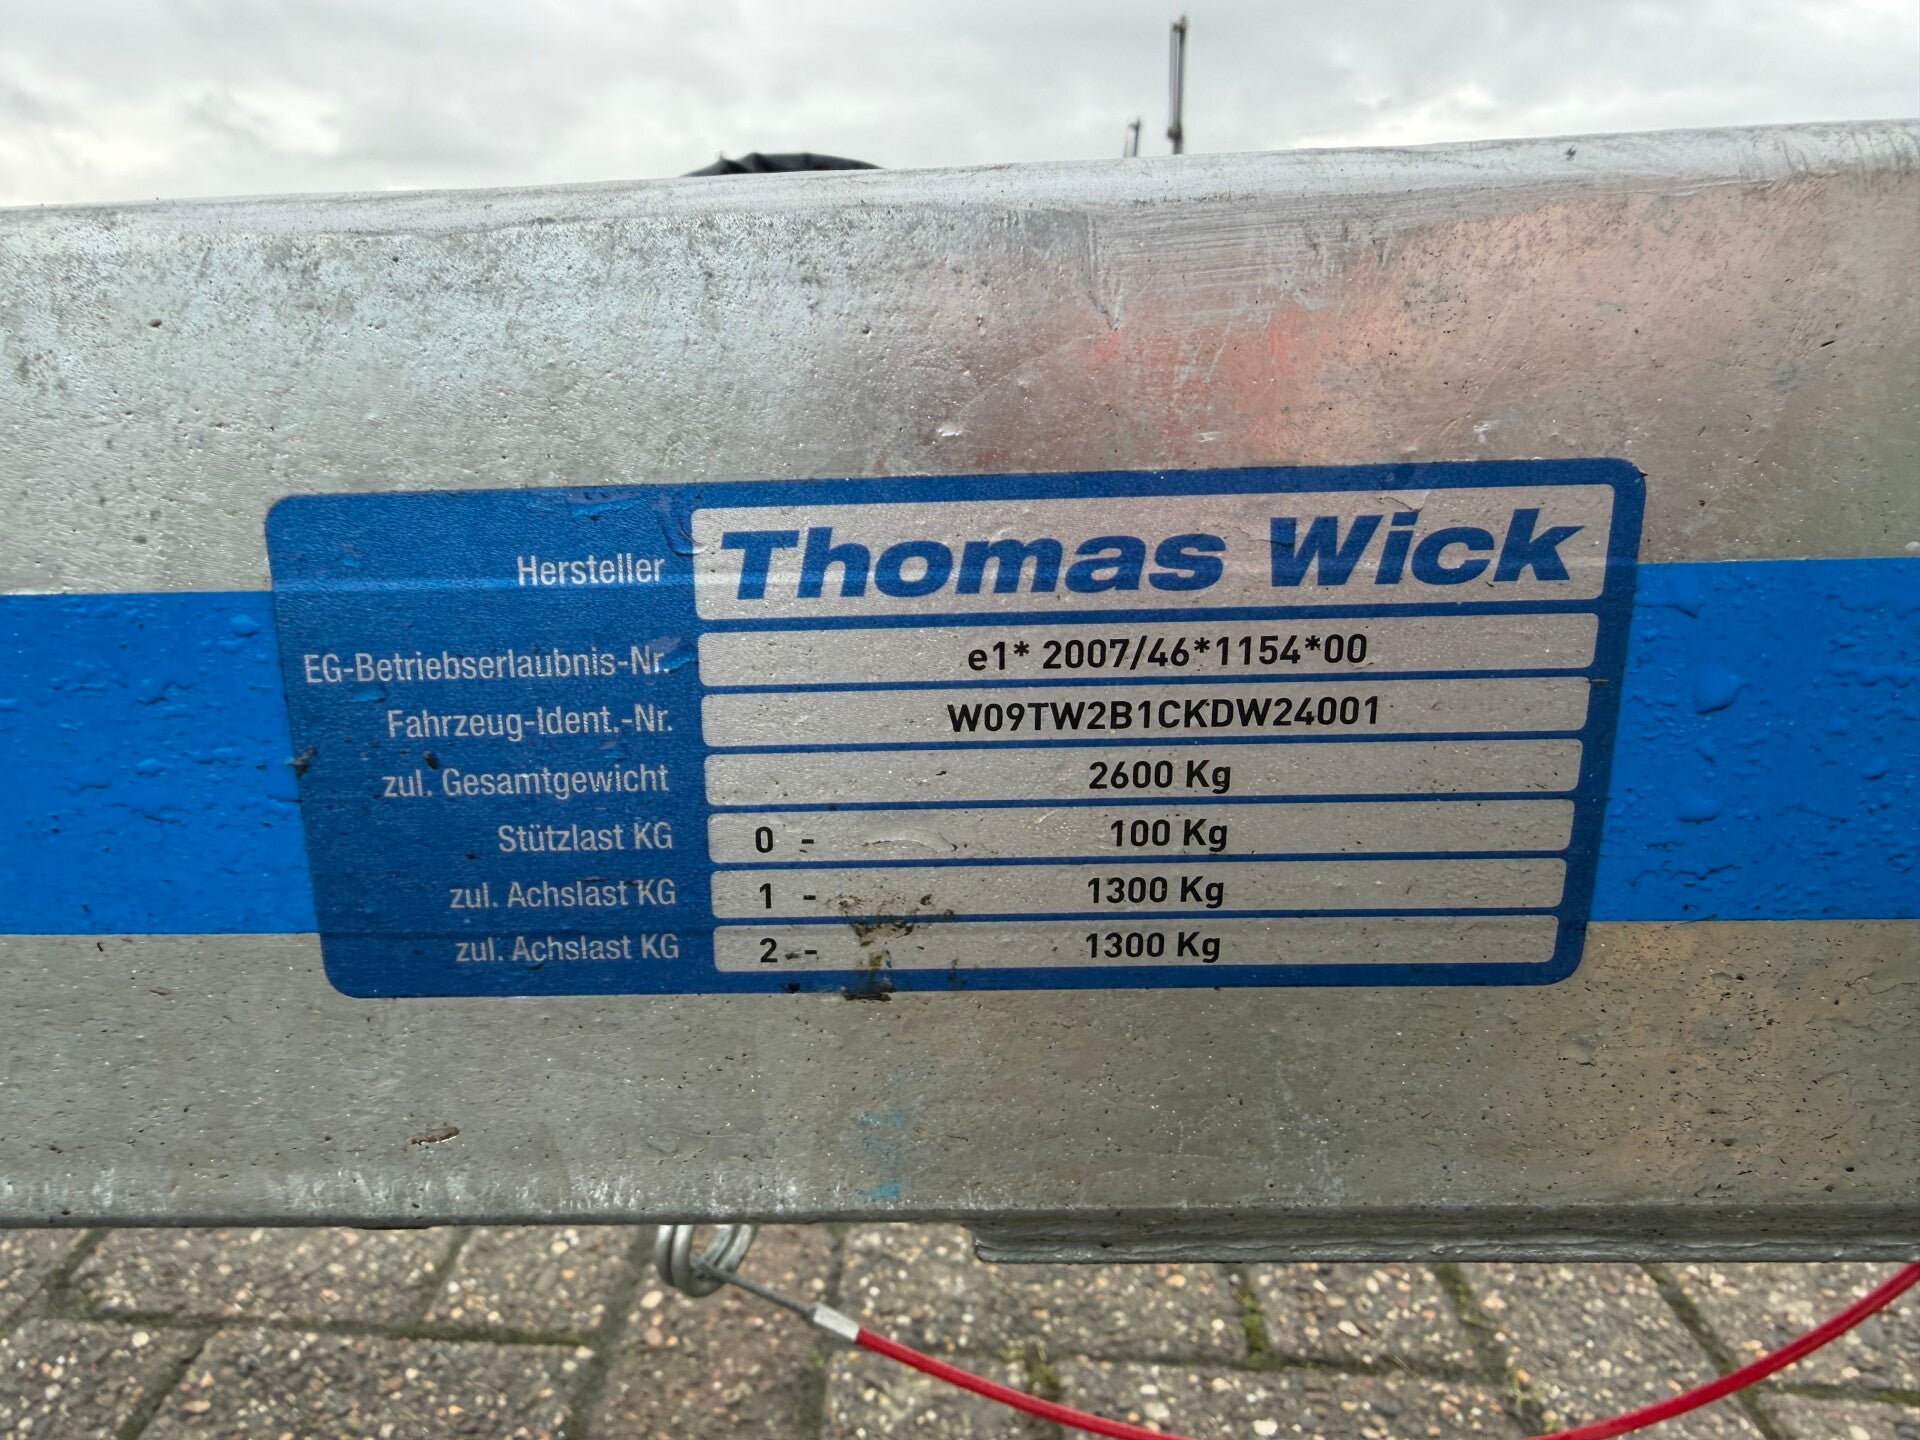 Hersteller Thomas Wick
EG-Betriebserlaubnis-Nr. e1* 2007/46*1154*00
Fahrzeug-Ident.-Nr. W09TW2B1CKDW24001
zul. Gesamtgewicht 2600 Kg
Stützlast KG 0 - 100 Kg
zul. Achslast KG 1 - 1300 Kg
zul. Achslast KG 2 - 1300 Kg